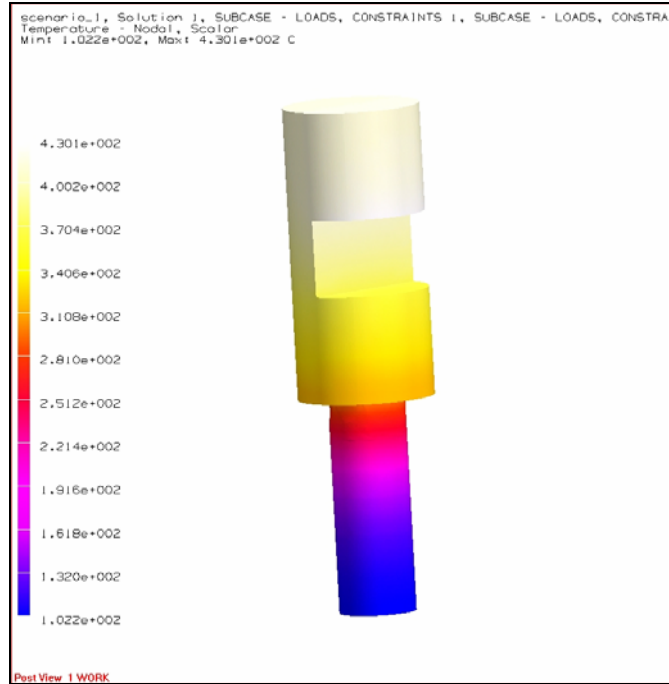 scenario_1, Solution 1, SUBCASE - LOADS, CONSTRAINTS 1, SUBCASE - LOADS, CONSTRA
Temperature - Nodal, Scalar
Min: 1.022e+002, Max: 4.301e+002 C
4.301e+002
4.002e+002
3.704e+002
3.406e+002
3.108e+002
2.810e+002
2.512e+002
2.214e+002
1.916e+002
1.618e+002
1.320e+002
1.022e+002
Post View 1 WORK